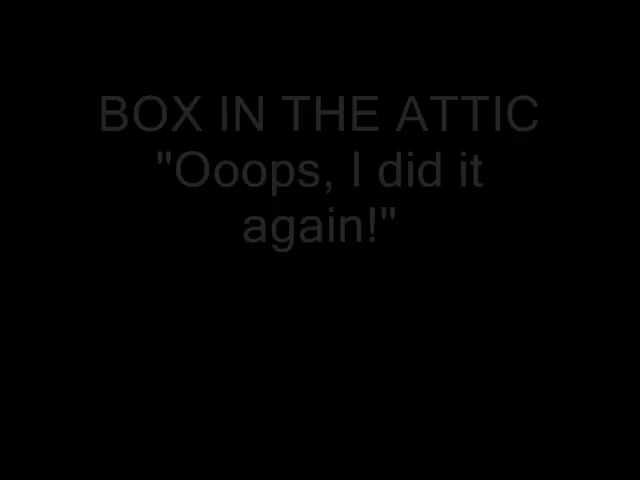 BOX IN THE ATTIC
"Ooops, I did it
again!"